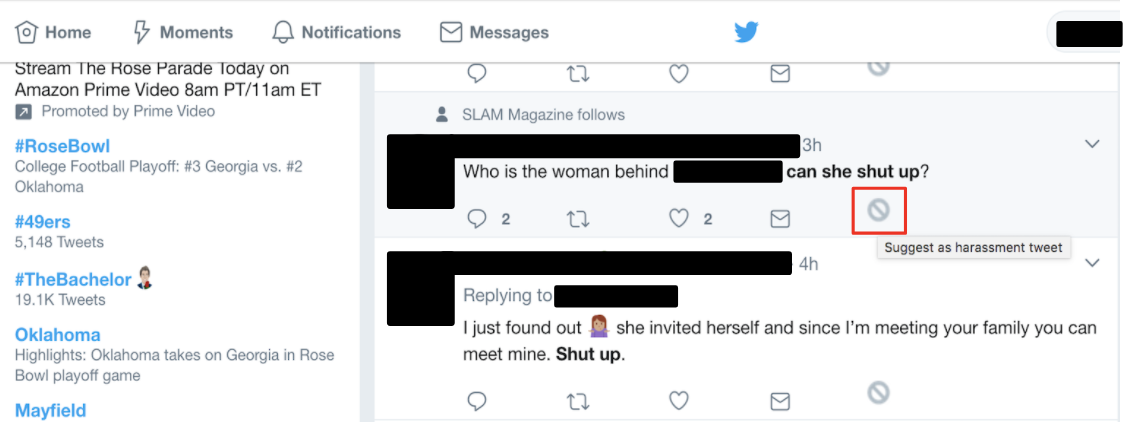 Home Moments Notifications Messages
Stream The Rose Parade Today on
Amazon Prime Video 8am PT/11am ET
Promoted by Prime Video
#RoseBowl
College Football Playoff: #3 Georgia vs. #2
Oklahoma
#49ers
5,148 Tweets
#TheBachelor
19.1K Tweets
Oklahoma
Highlights: Oklahoma takes on Georgia in Rose
Bowl playoff game
Mayfield
SLAM Magazine follows
3h
Who is the woman behind can she shut up?
2 2
Suggest as harassment tweet
4h
Replying to
I just found out 🤷🏽‍♀️ she invited herself and since I’m meeting your family you can
meet mine. Shut up.